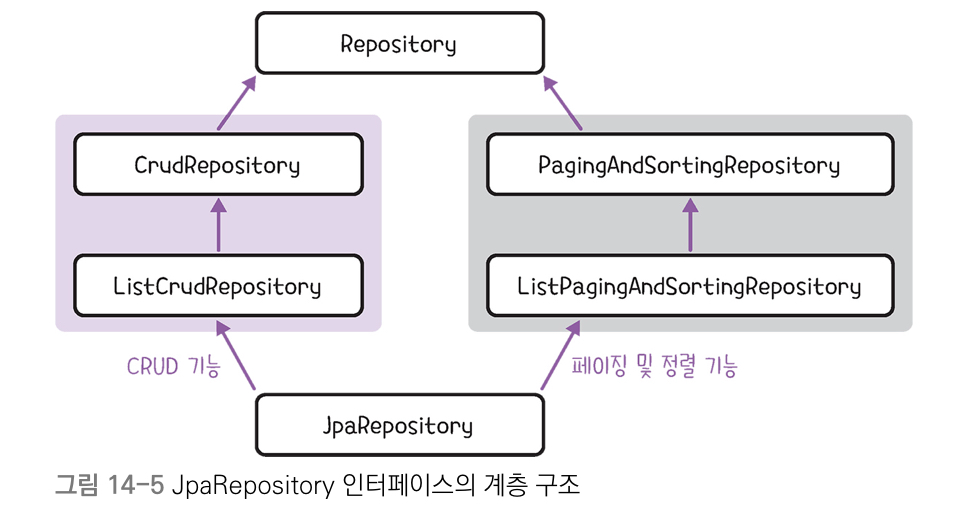 Repository
CrudRepository
PagingAndSortingRepository
ListCrudRepository
ListPagingAndSortingRepository
CRUD 기능
페이징 및 정렬 기능
JpaRepository
그림 14-5 JpaRepository 인터페이스의 계층 구조